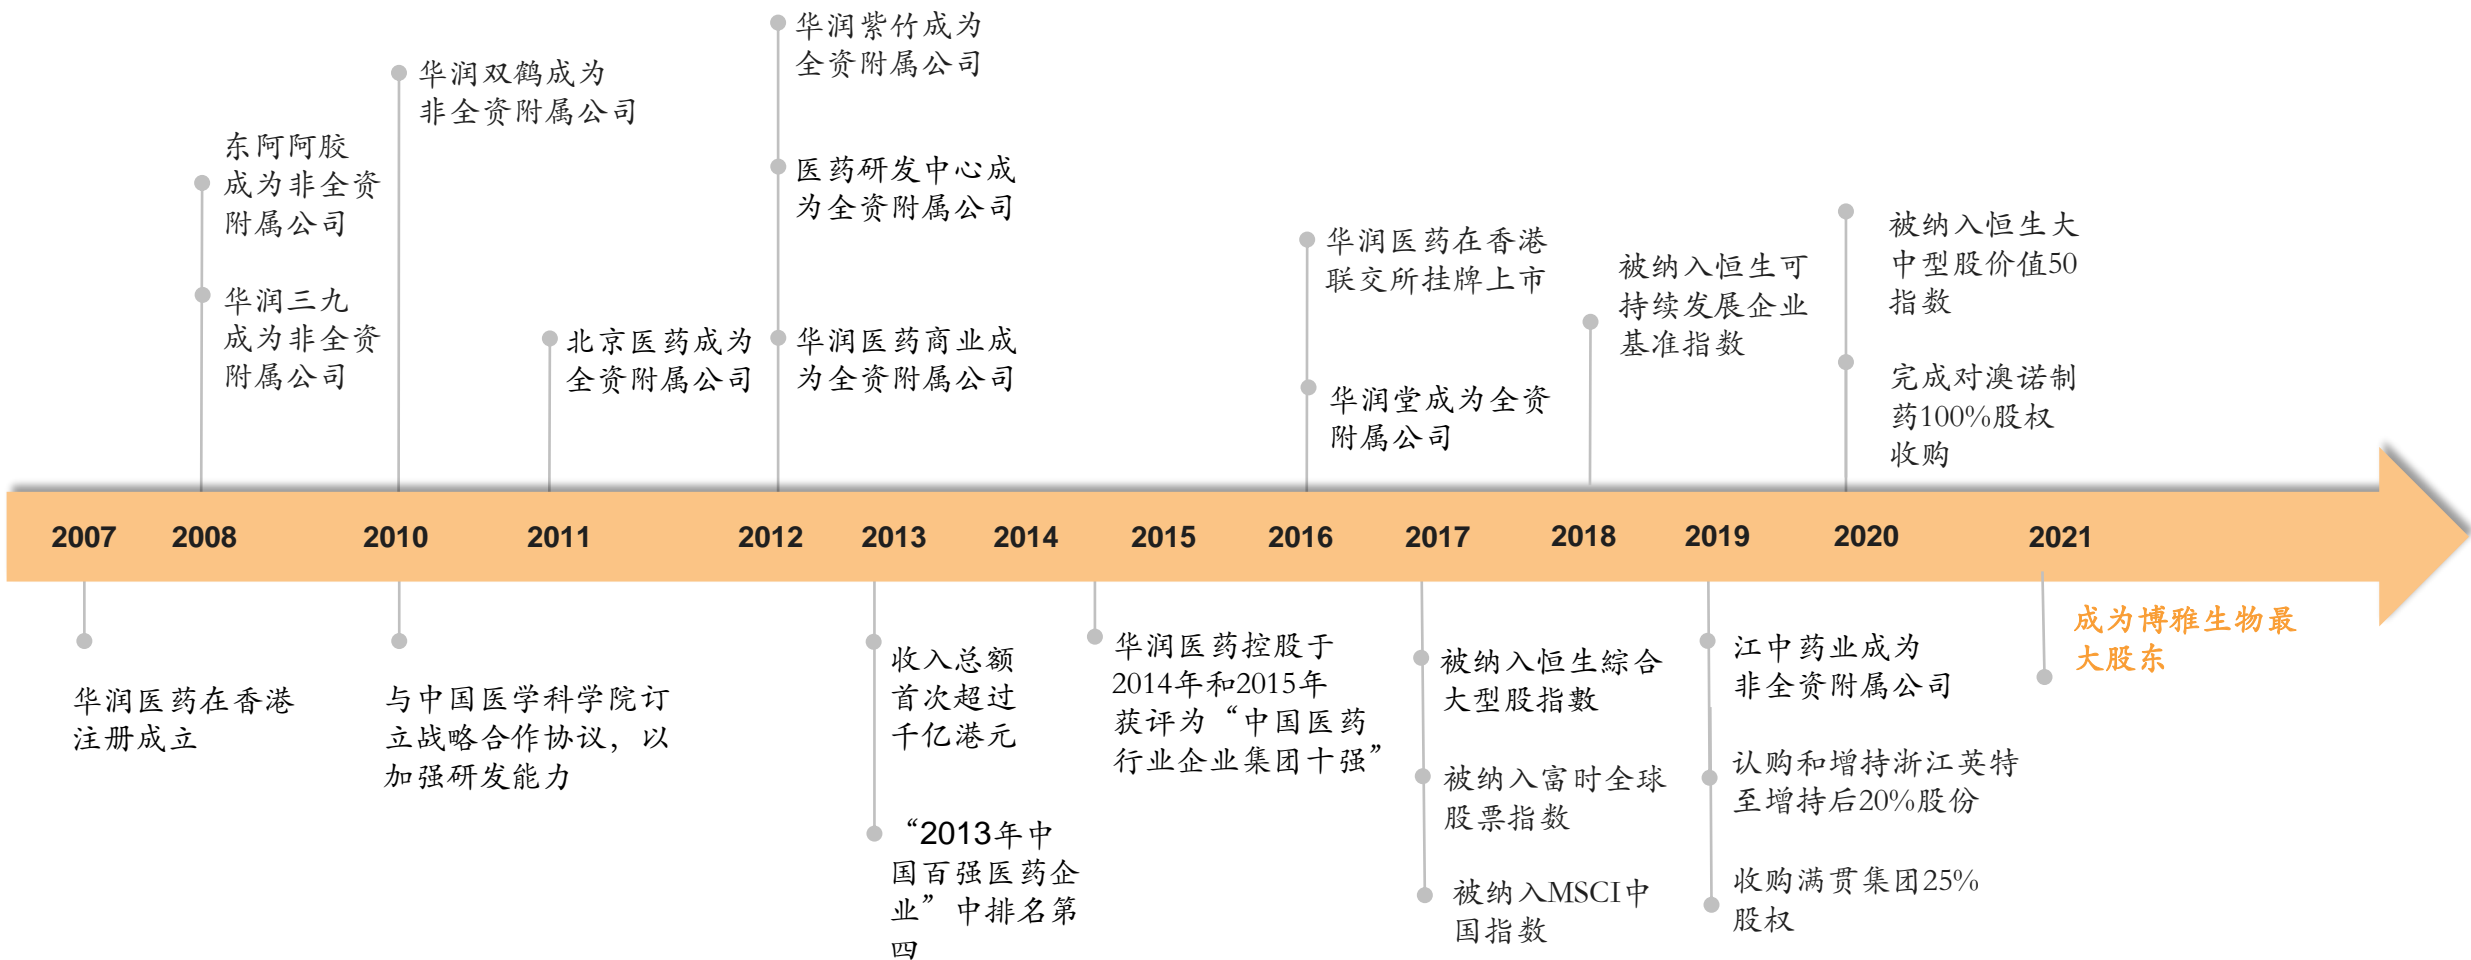 华润紫竹成为
全资附属公司
华润双鹤成为
非全资附属公司
东阿阿胶
成为非全资
附属公司
医药研发中心成
为全资附属公司
华润三九
成为非全资
附属公司
北京医药成为
全资附属公司
华润医药商业成
为全资附属公司
华润医药在香港
联交所挂牌上市
华润堂成为全资
附属公司
被纳入恒生可
持续发展企业
基准指数
被纳入恒生大
中型股价值50
指数
完成对澳诺制
药100%股权
收购
2007
2008
2010
2011
2012
2013
2014
2015
2016
2017
2018
2019
2020
2021
华润医药在香港
注册成立
与中国医学科学院订
立战略合作协议，以
加强研发能力
收入总额
首次超过
千亿港元
“2013年中
国百强医药企
业”中排名第
四
华润医药控股于
2014年和2015年
获评为“中国医药
行业企业集团十强”
被纳入恒生綜合
大型股指數
被纳入富时全球
股票指数
被纳入MSCI中
国指数
江中药业成为
非全资附属公司
认购和增持浙江英特
至增持后20%股份
收购满贯集团25%
股权
成为博雅生物最
大股东